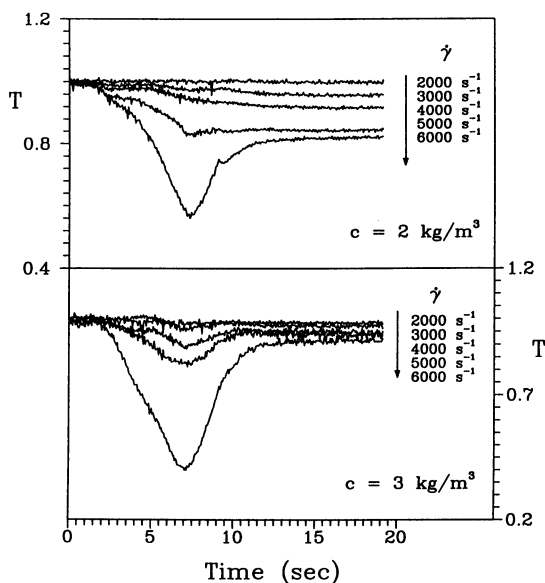 1.2
γ̇
2000 s⁻¹
T
3000 s⁻¹
4000 s⁻¹
5000 s⁻¹
0.8
6000 s⁻¹
c = 2 kg/m³
0.4
1.2
γ̇
2000 s⁻¹
3000 s⁻¹
4000 s⁻¹
T
5000 s⁻¹
6000 s⁻¹
0.7
c = 3 kg/m³
0.2
0 5 10 15 20
Time (sec)